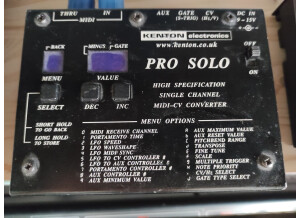 THRU IN
MIDI
AUX GATE CV DC IN
(S-TRIG) (Hz/V) 9 - 15V
KENTON electronics
www.kenton.co.uk
OFF
ON
-BACK
MINUS -GATE
MENU VALUE
PRO SOLO
SELECT DEC INC
HIGH SPECIFICATION
SINGLE CHANNEL
MIDI-CV CONVERTER
MENU OPTIONS
SHORT HOLD
TO GO BACK
LONG HOLD
TO STORE
0 MIDI RECEIVE CHANNEL
1 PORTAMENTO TIME
2 LFO SPEED
3 LFO WAVESHAPE
4 LFO MIDI SYNC
5 LFO TO CV CONTROLLER #
6 LFO TO AUX CONTROLLER #
7 PORTAMENTO CONTROLLER #
8 AUX CONTROLLER #
9 AUX MINIMUM VALUE
AUX MAXIMUM VALUE
AUX RESET VALUE
PITCHBEND RANGE
TRANSPOSE
FINE TUNE
SCALE
MULTIPLE TRIGGER
NOTE PRIORITY
CV/Hz SELECT
GATE TYPE SELECT